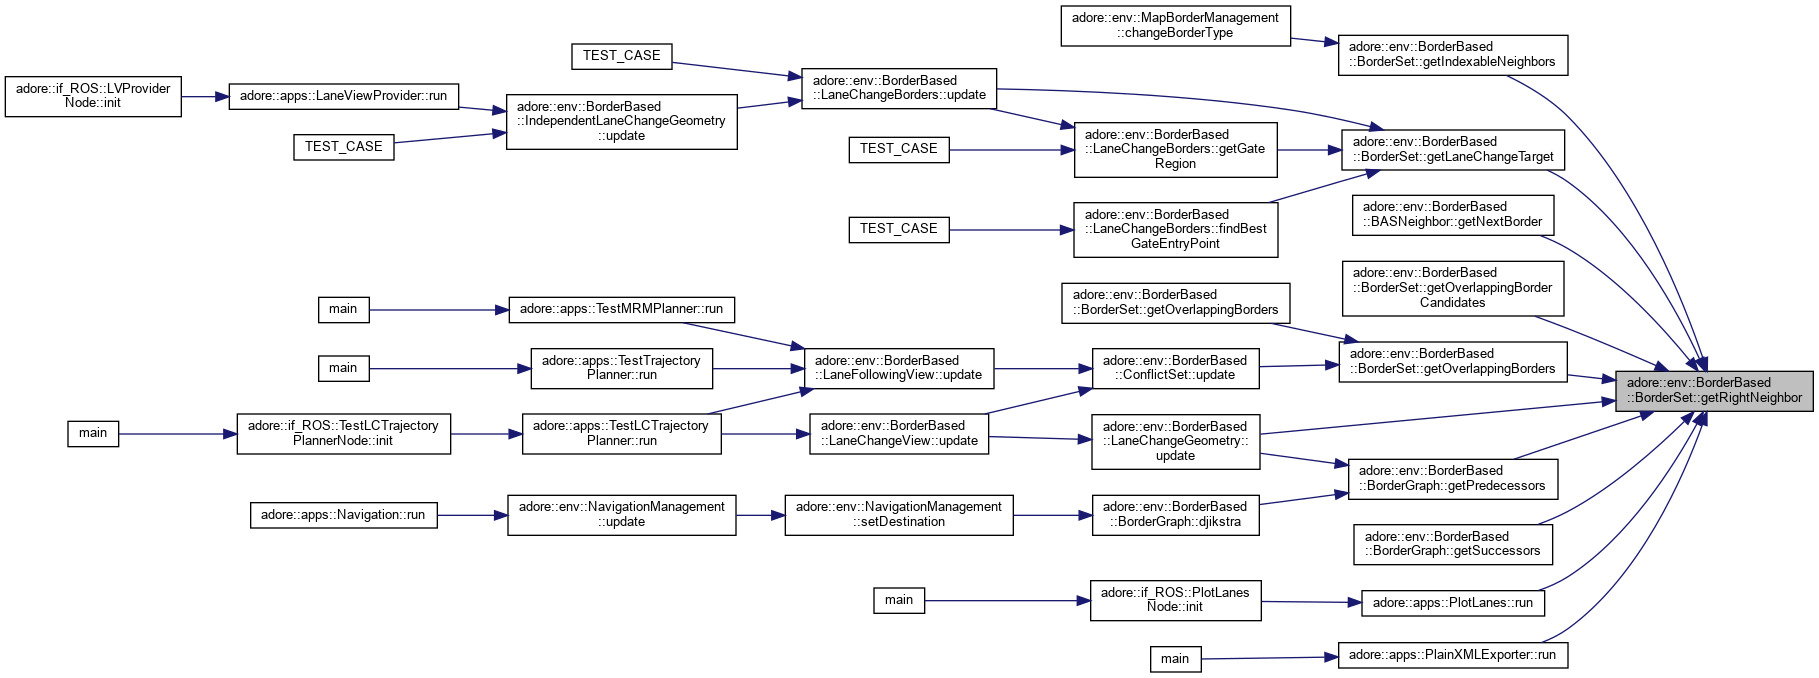 adore::env::MapBorderManagement
::changeBorderType
adore::env::BorderBased
::BorderSet::getIndexableNeighbors
TEST_CASE
adore::env::BorderBased
::LaneChangeBorders::update
adore::if_ROS::LVProvider
Node::init
adore::apps::LaneViewProvider::run
adore::env::BorderBased
::IndependentLaneChangeGeometry
::update
TEST_CASE
TEST_CASE
adore::env::BorderBased
::LaneChangeBorders::getGate
Region
adore::env::BorderBased
::BorderSet::getLaneChangeTarget
adore::env::BorderBased
::BASNeighbor::getNextBorder
TEST_CASE
adore::env::BorderBased
::LaneChangeBorders::findBest
GateEntryPoint
adore::env::BorderBased
::BorderSet::getOverlappingBorder
Candidates
adore::env::BorderBased
::BorderSet::getOverlappingBorders
main
adore::apps::TestMRMPlanner::run
main
adore::apps::TestTrajectory
Planner::run
adore::env::BorderBased
::LaneFollowingView::update
adore::env::BorderBased
::ConflictSet::update
adore::env::BorderBased
::BorderSet::getOverlappingBorders
adore::env::BorderBased
::BorderSet::getRightNeighbor
main
adore::if_ROS::TestLCTrajectory
PlannerNode::init
adore::apps::TestLCTrajectory
Planner::run
adore::env::BorderBased
::LaneChangeView::update
adore::env::BorderBased
::LaneChangeGeometry::
update
adore::env::BorderBased
::BorderGraph::getPredecessors
adore::apps::Navigation::run
adore::env::NavigationManagement
::update
adore::env::NavigationManagement
::setDestination
adore::env::BorderBased
::BorderGraph::djikstra
adore::env::BorderBased
::BorderGraph::getSuccessors
main
adore::if_ROS::PlotLanes
Node::init
adore::apps::PlotLanes::run
main
adore::apps::PlainXMLExporter::run